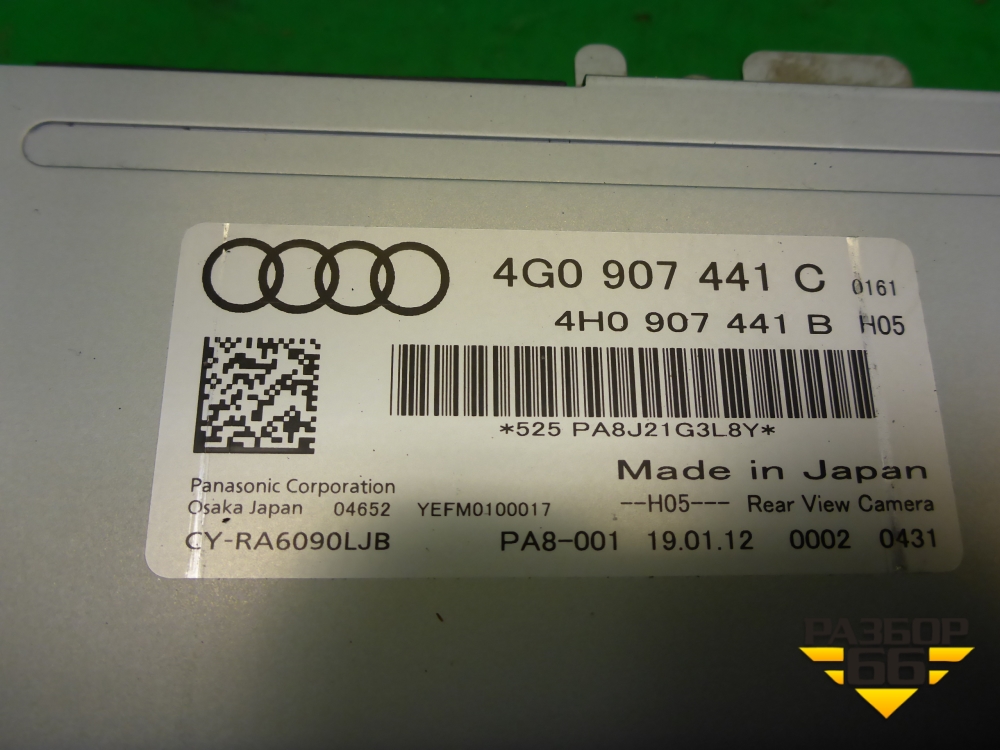 4G0 907 441 C 0161
4H0 907 441 B H05
*525 PA8J21G3L8Y*
Made in Japan
Panasonic Corporation
Osaka Japan 04652 YEFM0100017 --H05--- Rear View Camera
CY-RA6090LJB PA8-001 19.01.12 0002 0431
РАЗБОР
66